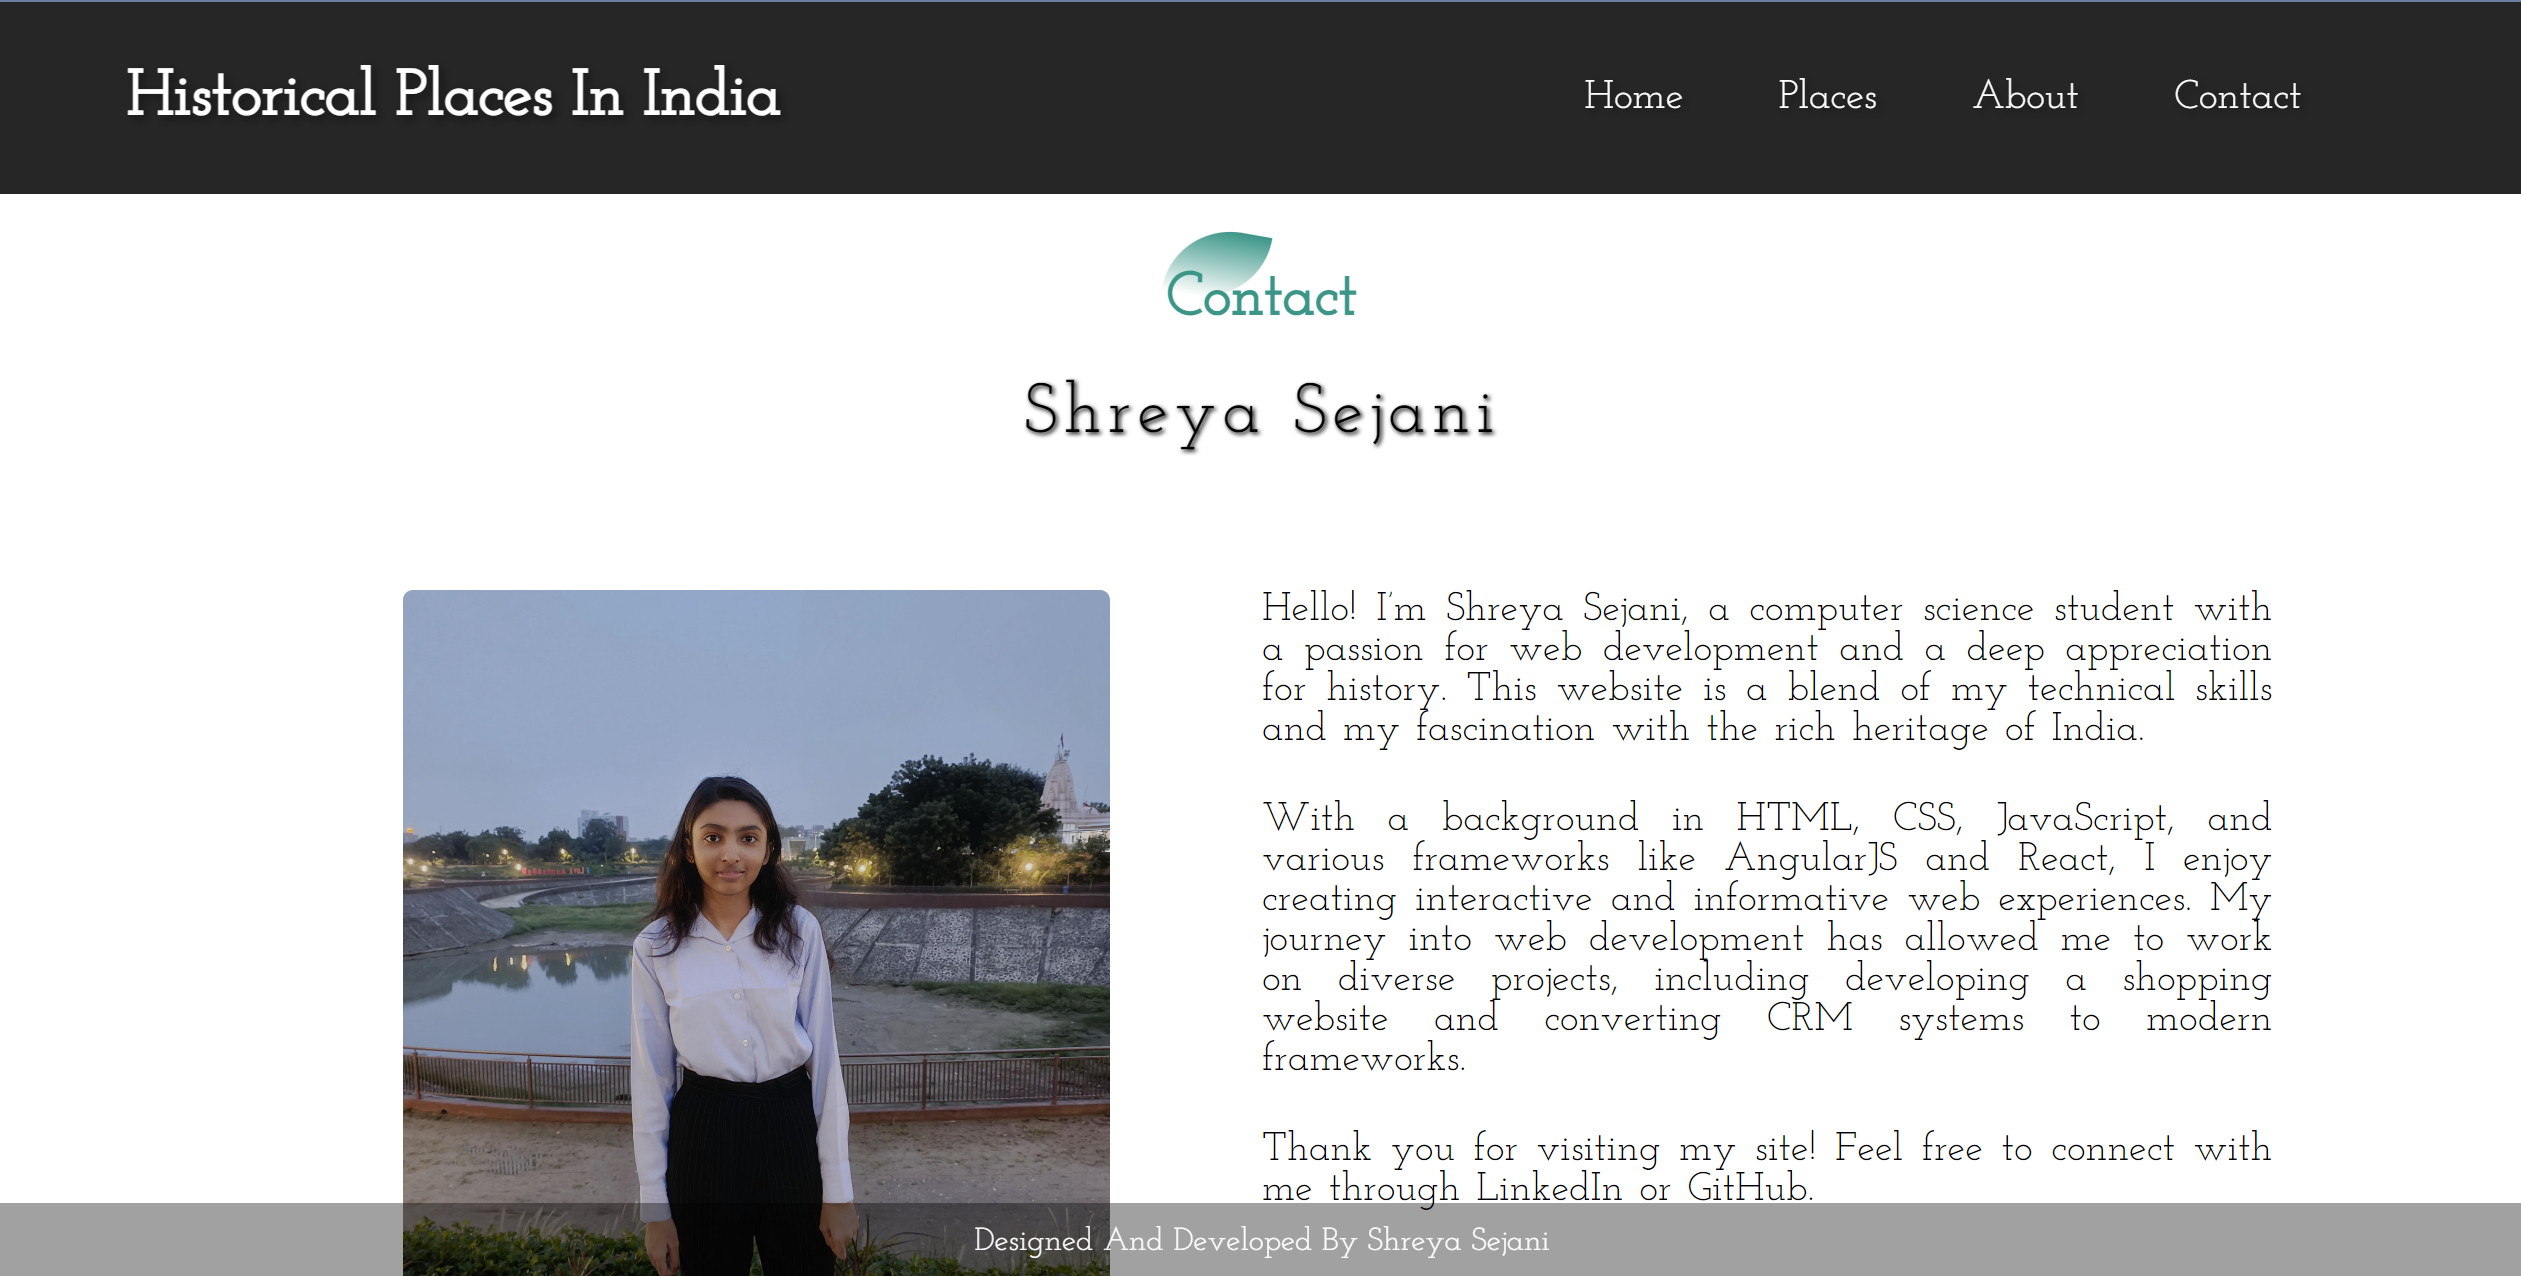 Historical Places In India
Home Places About Contact
Contact
Shreya Sejani
Hello! I'm Shreya Sejani, a computer science student with
a passion for web development and a deep appreciation
for history. This website is a blend of my technical skills
and my fascination with the rich heritage of India.
With a background in HTML, CSS, JavaScript, and
various frameworks like AngularJS and React, I enjoy
creating interactive and informative web experiences. My
journey into web development has allowed me to work
on diverse projects, including developing a shopping
website and converting CRM systems to modern
frameworks.
Thank you for visiting my site! Feel free to connect with
me through LinkedIn or GitHub.
Designed And Developed By Shreya Sejani